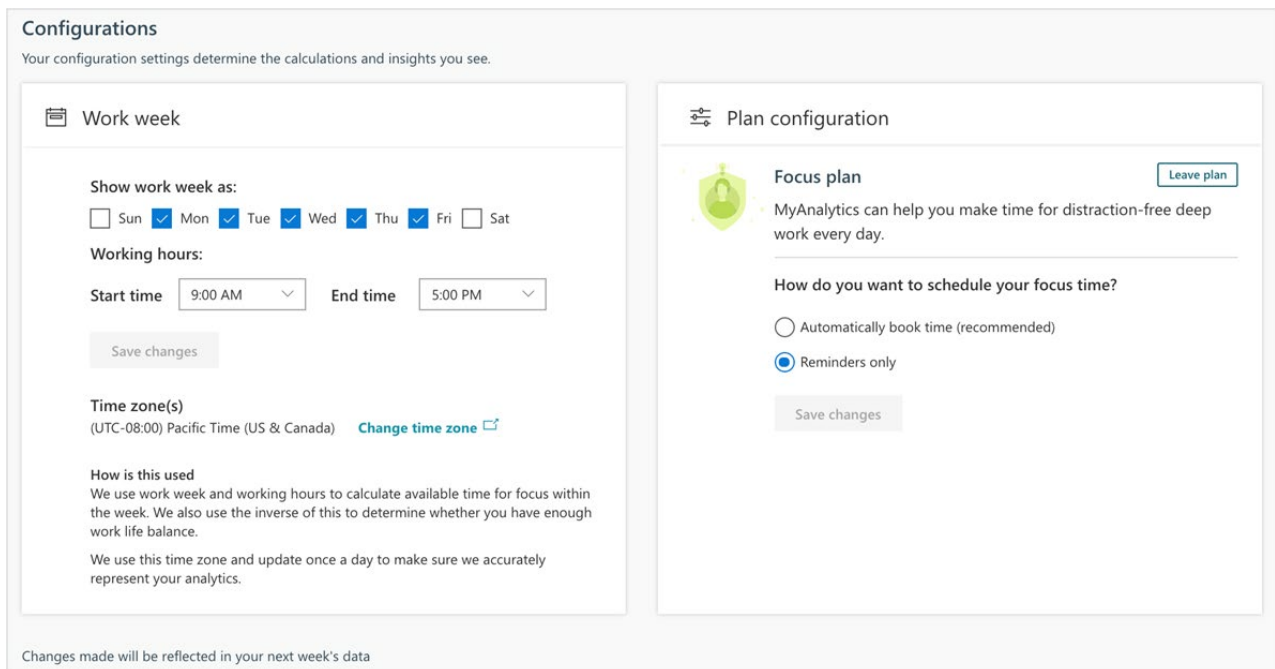 Configurations
Your configuration settings determine the calculations and insights you see.
Work week
Show work week as:
Sun Mon Tue Wed Thu Fri Sat
Working hours:
Start time 9:00 AM End time 5:00 PM
Save changes
Time zone(s)
(UTC-08:00) Pacific Time (US & Canada) Change time zone
How is this used
We use work week and working hours to calculate available time for focus within
the week. We also use the inverse of this to determine whether you have enough
work life balance.
We use this time zone and update once a day to make sure we accurately
represent your analytics.
Plan configuration
Focus plan
Leave plan
MyAnalytics can help you make time for distraction-free deep
work every day.
How do you want to schedule your focus time?
Automatically book time (recommended)
Reminders only
Save changes
Changes made will be reflected in your next week's data